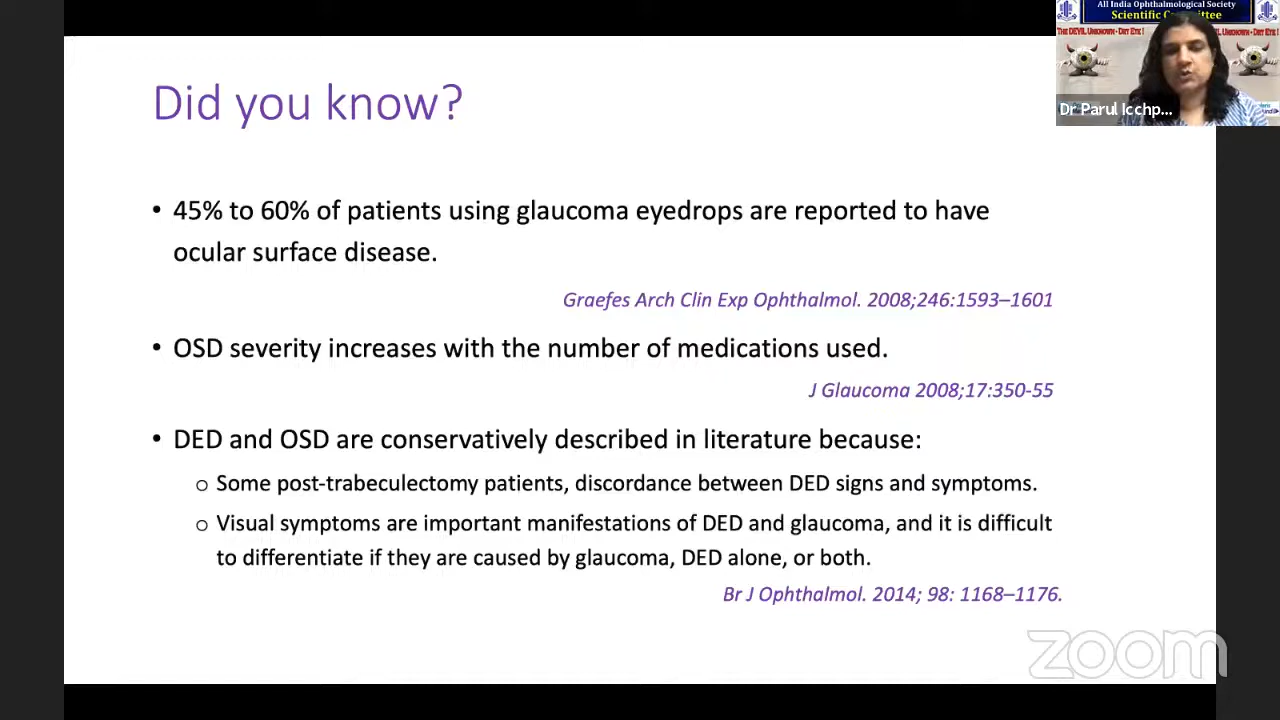 All India Ophthalmological Society
Scientific Committee
THE DEVIL UNKNOWN - DRY EYE !
Dr Parul Icchp...
Did you know?
• 45% to 60% of patients using glaucoma eyedrops are reported to have
ocular surface disease.
Graefes Arch Clin Exp Ophthalmol. 2008;246:1593–1601
• OSD severity increases with the number of medications used.
J Glaucoma 2008;17:350-55
• DED and OSD are conservatively described in literature because:
o Some post-trabeculectomy patients, discordance between DED signs and symptoms.
o Visual symptoms are important manifestations of DED and glaucoma, and it is difficult
to differentiate if they are caused by glaucoma, DED alone, or both.
Br J Ophthalmol. 2014; 98: 1168–1176.
zoom